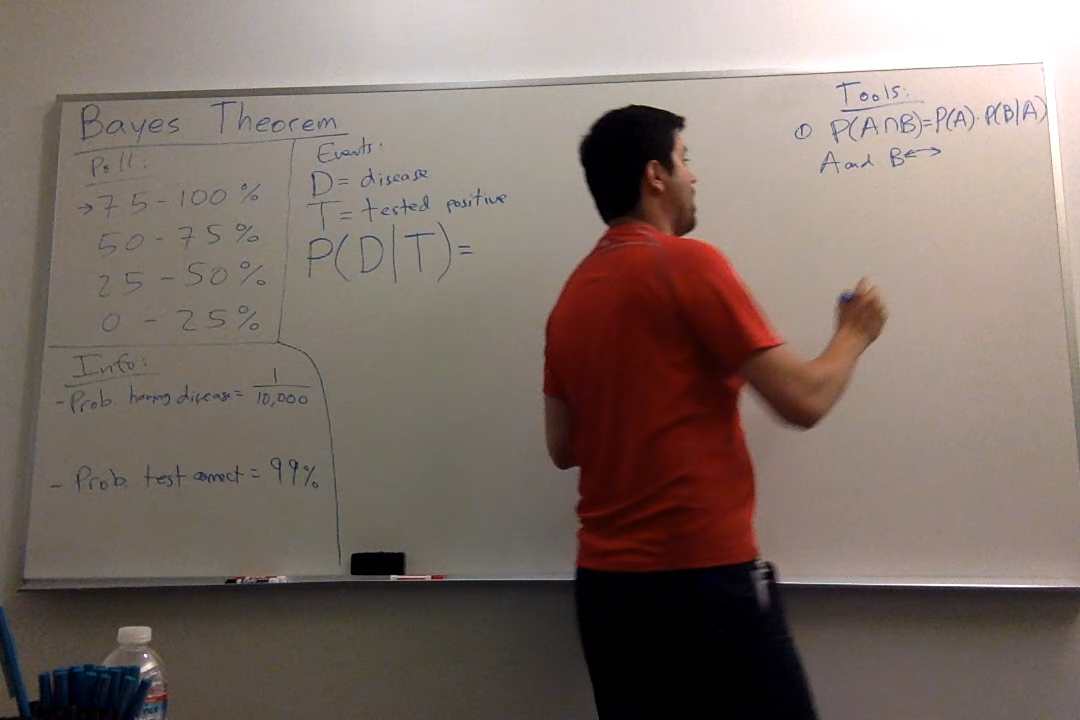 Bayes Theorem
Poll:
→ 75-100%
50-75%
25-50%
0-25%
Events:
D = disease
T = tested positive
P(D|T)=
Info:
- Prob. having disease = 1/10,000
- Prob. test correct = 99%
Tools:
① P(A∩B)=P(A)·P(B|A)
A and B↔